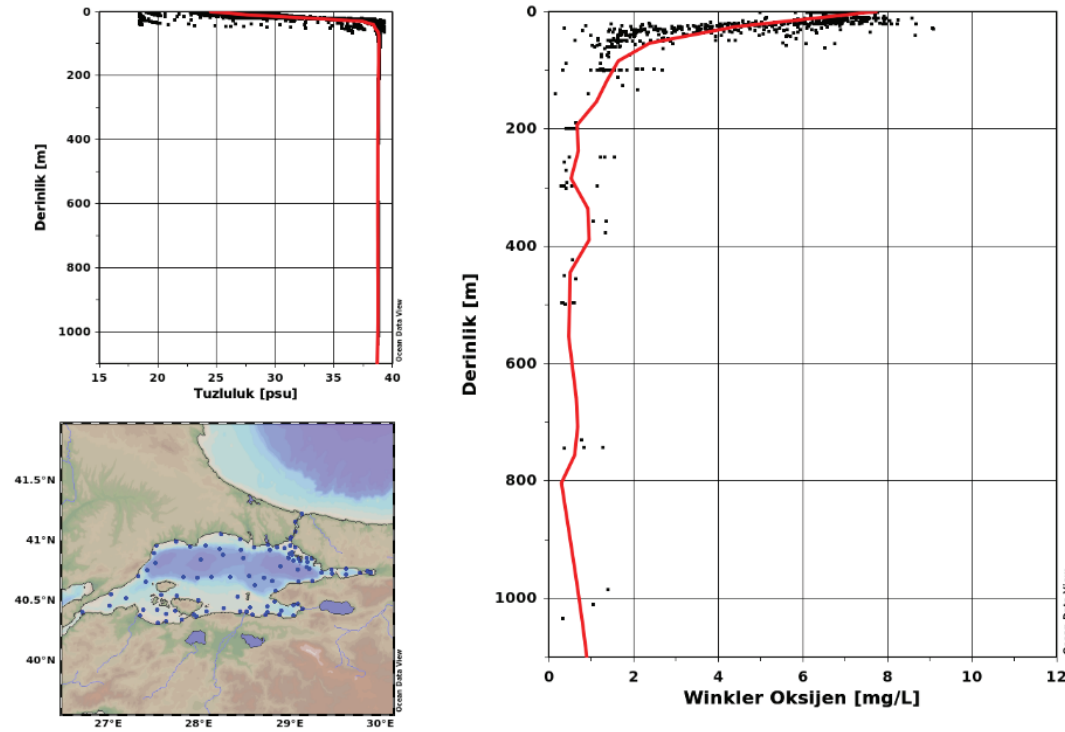 0
200
400
600
800
1000
Derinlik [m]
15
20
25
30
35
40
Tuzluluk [psu]
Ocean Data View
41.5°N
41°N
40.5°N
40°N
27°E
28°E
29°E
30°E
Ocean Data View
0
200
400
600
800
1000
Derinlik [m]
0
2
4
6
8
10
12
Winkler Oksijen [mg/L]